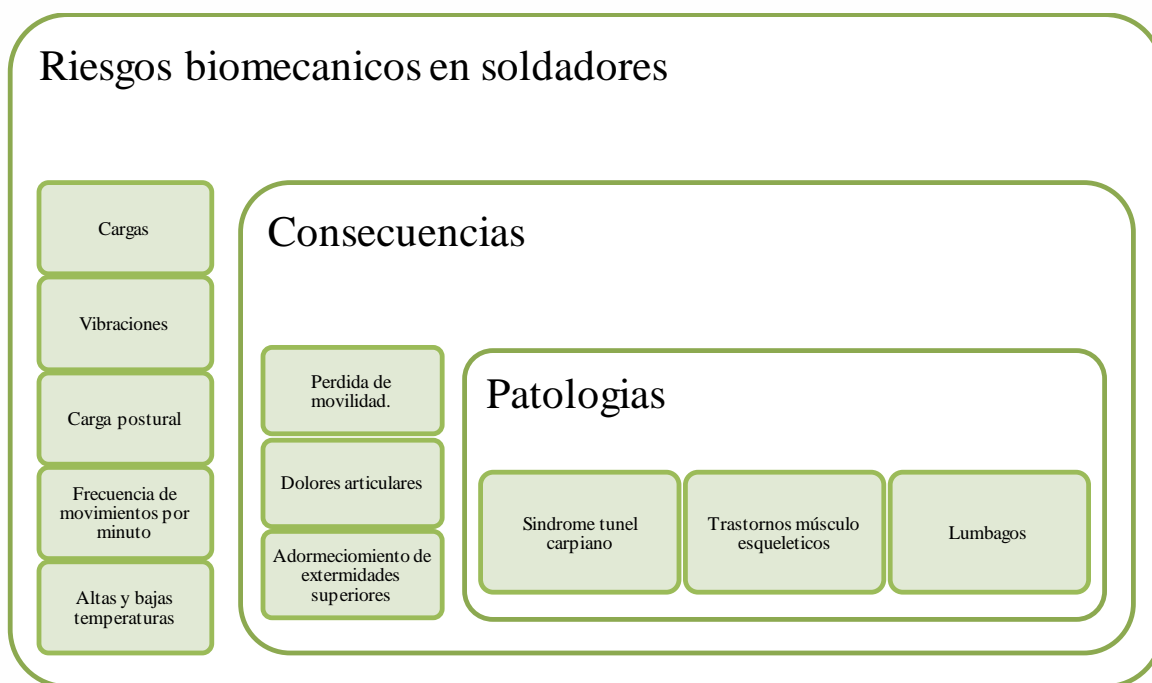 Riesgos biomecanicos en soldadores
Cargas
Vibraciones
Carga postural
Frecuencia de
movimientos por
minuto
Altas y bajas
temperaturas
Consecuencias
Perdida de
movilidad.
Dolores articulares
Adormeciomiento de
extermidades
superiores
Patologias
Sindrome tunel
carpiano
Trastornos músculo
esqueleticos
Lumbagos